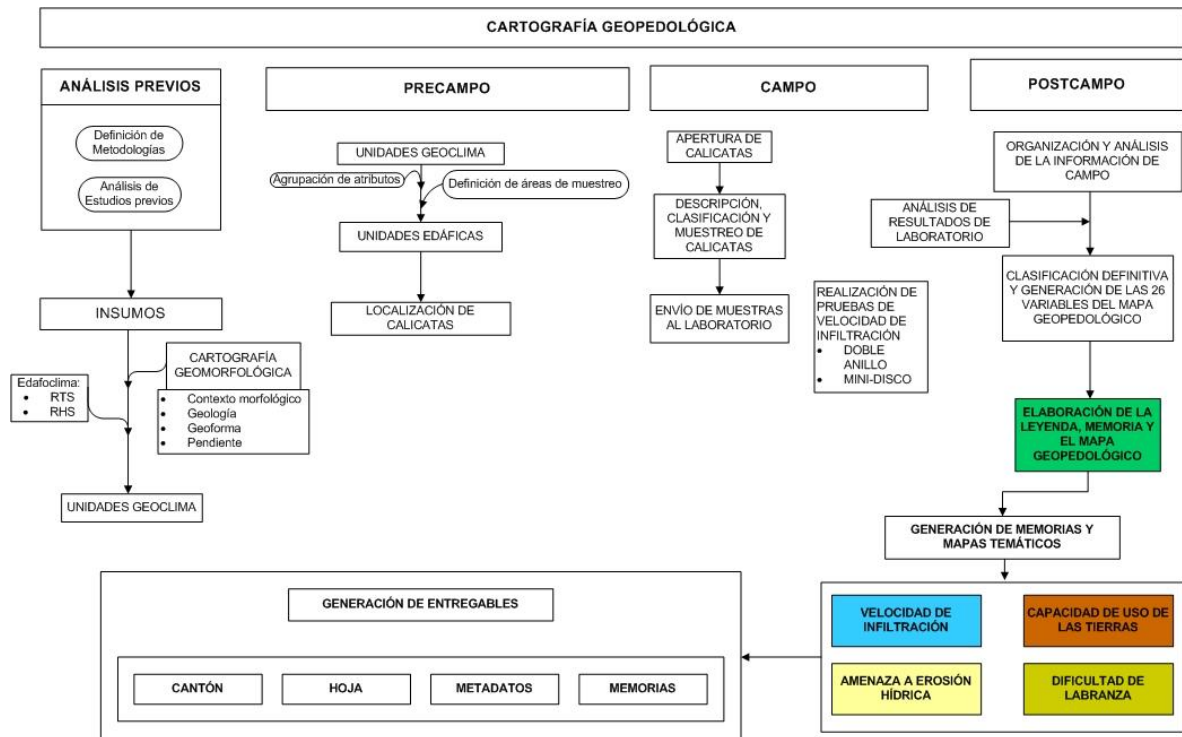 CARTOGRAFÍA GEOPEDOLÓGICA
ANÁLISIS PREVIOS
Definición de
Metodologías
Análisis de
Estudios previos
INSUMOS
CARTOGRAFÍA
GEOMORFOLÓGICA
• Contexto morfológico
• Geología
• Geoforma
• Pendiente
Edafoclima:
• RTS
• RHS
UNIDADES GEOCLIMA
PRECAMPO
UNIDADES GEOCLIMA
Agrupación de atributos
Definición de áreas de muestreo
UNIDADES EDÁFICAS
LOCALIZACIÓN DE
CALICATAS
CAMPO
APERTURA DE
CALICATAS
DESCRIPCIÓN,
CLASIFICACIÓN Y
MUESTREO DE
CALICATAS
ENVÍO DE MUESTRAS
AL LABORATORIO
REALIZACIÓN DE
PRUEBAS DE
VELOCIDAD DE
INFILTRACIÓN
• DOBLE
ANILLO
• MINI-DISCO
POSTCAMPO
ORGANIZACIÓN Y ANÁLISIS
DE LA INFORMACIÓN DE
CAMPO
ANÁLISIS DE
RESULTADOS DE
LABORATORIO
CLASIFICACIÓN DEFINITIVA
Y GENERACIÓN DE LAS 26
VARIABLES DEL MAPA
GEOPEDOLÓGICO
ELABORACIÓN DE LA
LEYENDA, MEMORIA Y
EL MAPA
GEOPEDOLÓGICO
GENERACIÓN DE MEMORIAS Y
MAPAS TEMÁTICOS
VELOCIDAD DE
INFILTRACIÓN
CAPACIDAD DE USO DE
LAS TIERRAS
AMENAZA A EROSIÓN
HÍDRICA
DIFICULTAD DE
LABRANZA
GENERACIÓN DE ENTREGABLES
CANTÓN
HOJA
METADATOS
MEMORIAS